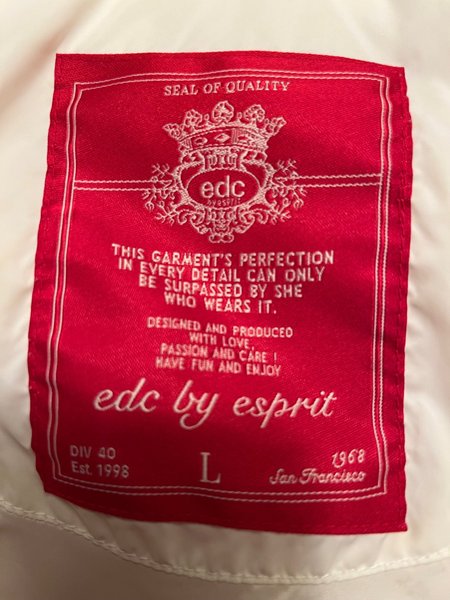 SEAL OF QUALITY
edc
by ESPRIT
THIS GARMENT'S PERFECTION
IN EVERY DETAIL CAN ONLY
BE SURPASSED BY SHE
WHO WEARS IT.
DESIGNED AND PRODUCED
WITH LOVE,
PASSION AND CARE !
HAVE FUN AND ENJOY
edc by esprit
DIV 40
Est. 1998
L
1968
San Francisco